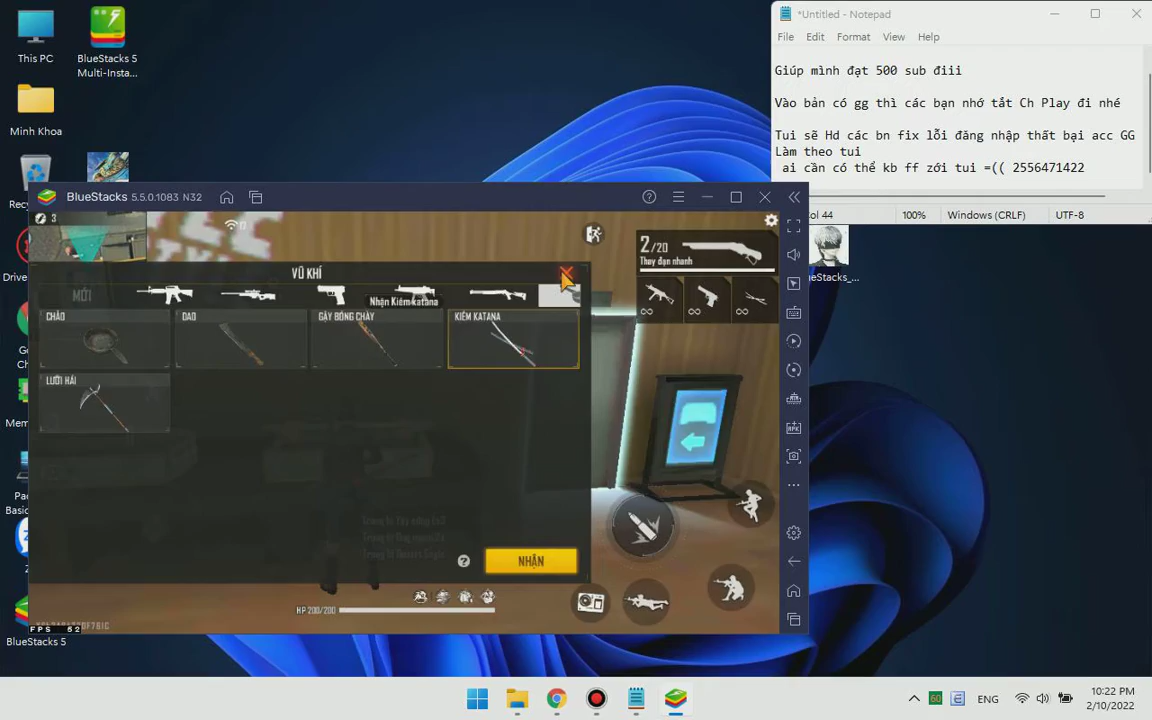 This PC
BlueStacks 5
Multi-Insta...
Minh Khoa
*Untitled - Notepad
File Edit Format View Help
Giúp mình đạt 500 sub điii
Vào bản có gg thì các bạn nhớ tắt Ch Play đi nhé
Tui sẽ Hd các bn fix lỗi đăng nhập thất bại acc GG
Làm theo tui
ai cần có thể kb ff zới tui =(( 2556471422
Col 44 100% Windows (CRLF) UTF-8
BlueStacks 5.5.0.1083 N32
3
VŨ KHÍ
MỚI
Nhận Kiếm katana
CHẢO
DAO
GẬY BÓNG CHÀY
KIẾM KATANA
LƯỠI HÁI
2/20
Thay đạn nhanh
NHẬN
HP 200/200
FPS 52
BlueStacks 5
ENG
10:22 PM
2/10/2022